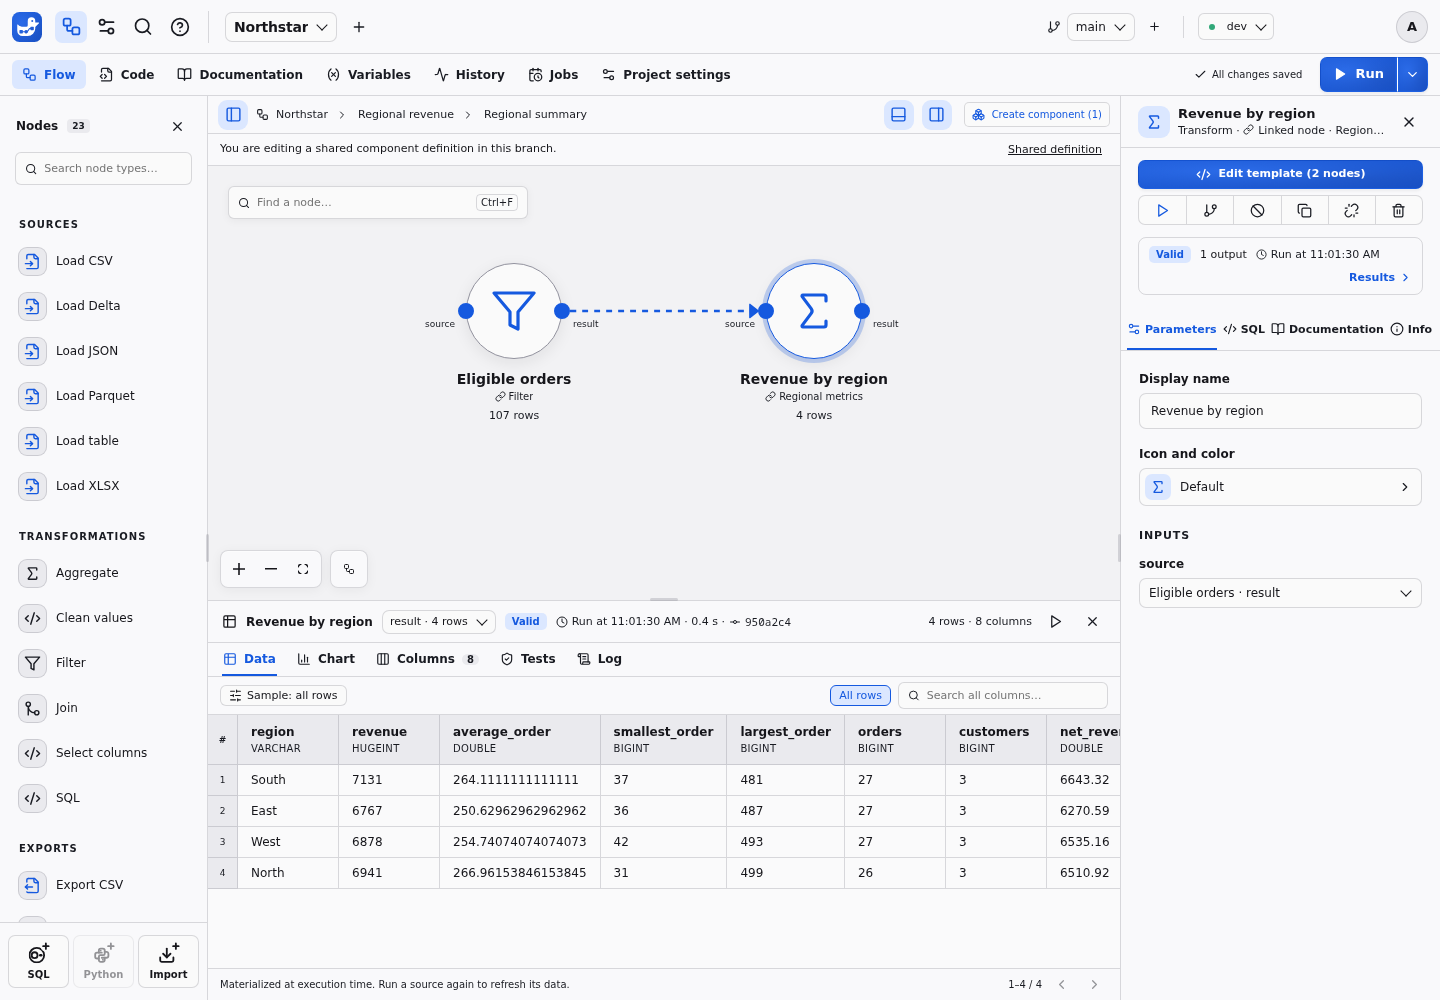 Northstar
main
dev
A
Flow
Code
Documentation
Variables
History
Jobs
Project settings
All changes saved
Run
Nodes 23
Search node types…
SOURCES
Load CSV
Load Delta
Load JSON
Load Parquet
Load table
Load XLSX
TRANSFORMATIONS
Aggregate
Clean values
Filter
Join
Select columns
SQL
EXPORTS
Export CSV
SQL
Python
Import
Northstar > Regional revenue > Regional summary
Create component (1)
You are editing a shared component definition in this branch.
Shared definition
Find a node…
Ctrl+F
source
result
source
result
Eligible orders
Filter
107 rows
Revenue by region
Regional metrics
4 rows
Revenue by region
result · 4 rows
Valid
Run at 11:01:30 AM · 0.4 s · 950a2c4
4 rows · 8 columns
Data
Chart
Columns 8
Tests
Log
Sample: all rows
All rows
Search all columns…
# region revenue average_order smallest_order largest_order orders customers net_reve
VARCHAR HUGEINT DOUBLE BIGINT BIGINT BIGINT BIGINT DOUBLE
1 South 7131 264.1111111111111 37 481 27 3 6643.32
2 East 6767 250.62962962962962 36 487 27 3 6270.59
3 West 6878 254.74074074074073 42 493 27 3 6535.16
4 North 6941 266.96153846153845 31 499 26 3 6510.92
Materialized at execution time. Run a source again to refresh its data.
1–4 / 4
Revenue by region
Transform · Linked node · Region…
Edit template (2 nodes)
Valid
1 output
Run at 11:01:30 AM
Results
Parameters
SQL
Documentation
Info
Display name
Revenue by region
Icon and color
Default
INPUTS
source
Eligible orders · result